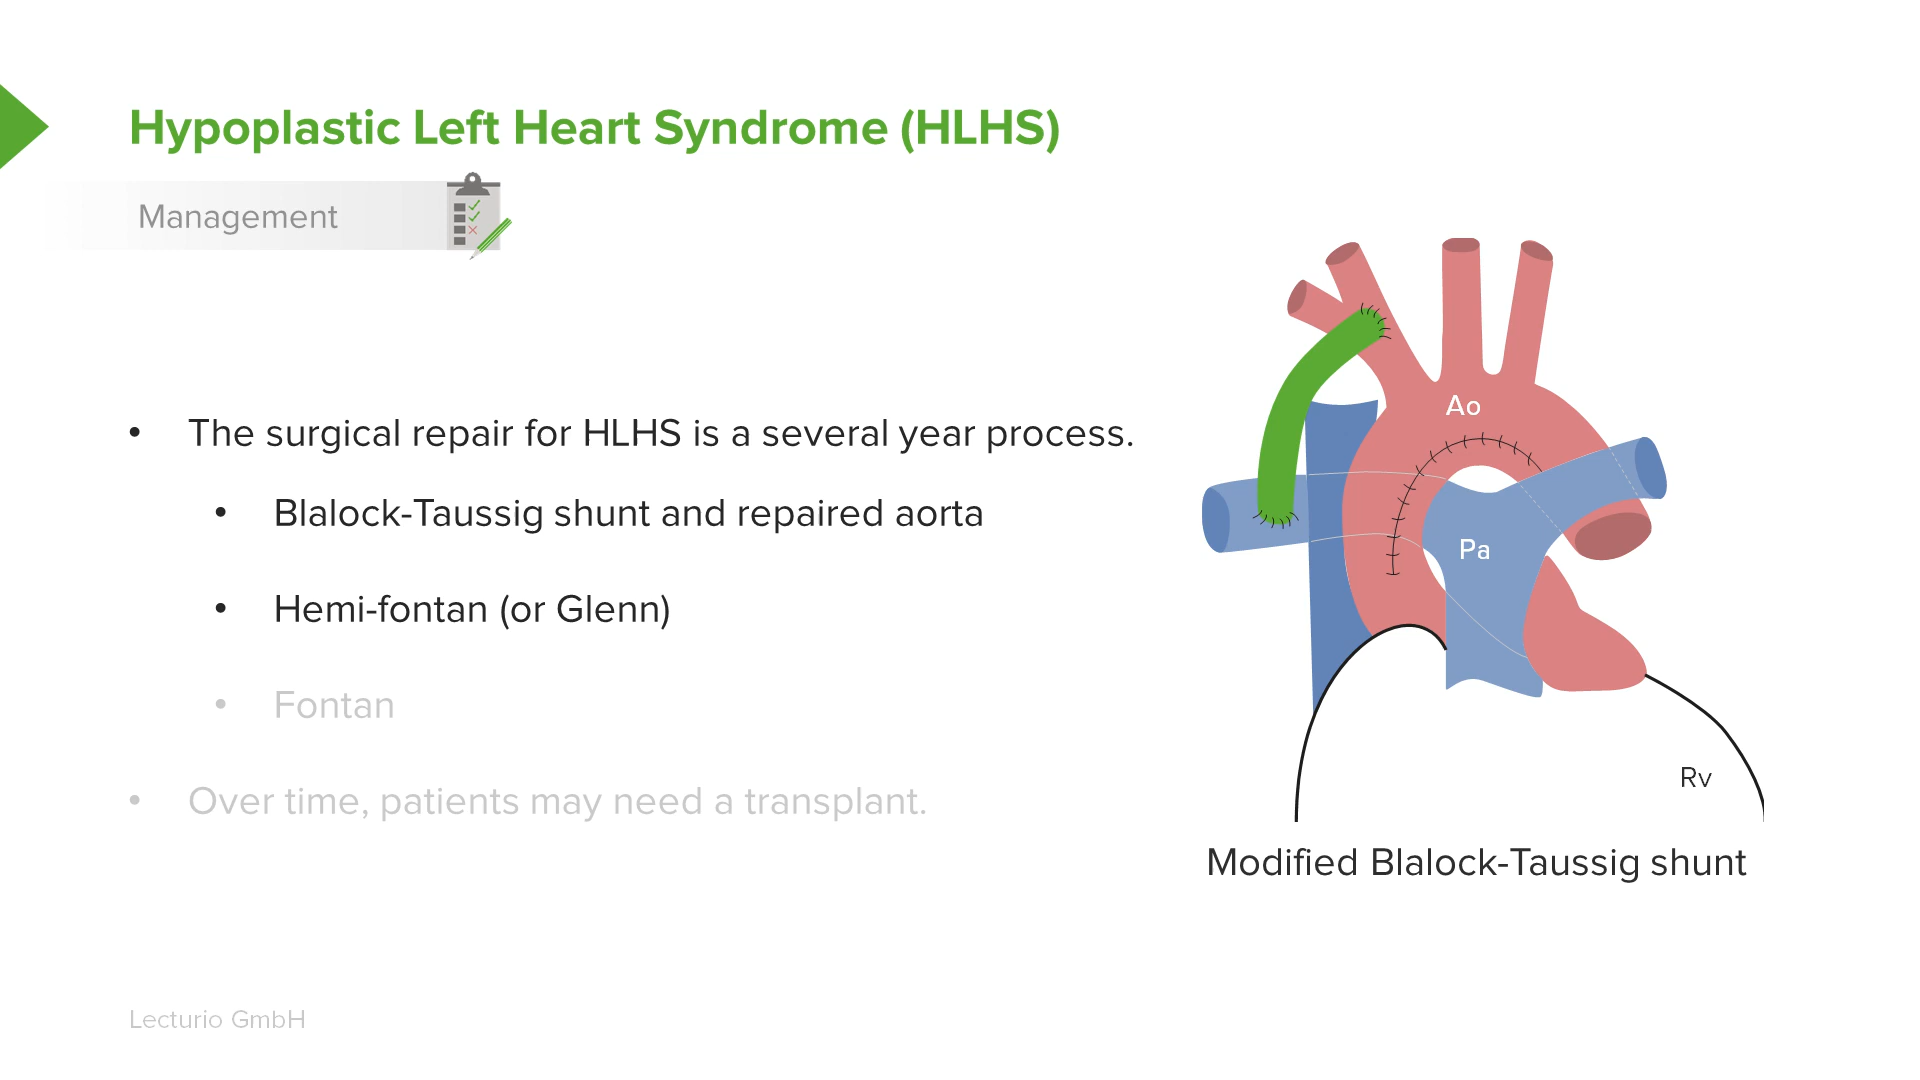 Hypoplastic Left Heart Syndrome (HLHS)
Management
• The surgical repair for HLHS is a several year process.
• Blalock-Taussig shunt and repaired aorta
• Hemi-fontan (or Glenn)
• Fontan
• Over time, patients may need a transplant.
Ao
Pa
Rv
Modified Blalock-Taussig shunt
Lecturio GmbH